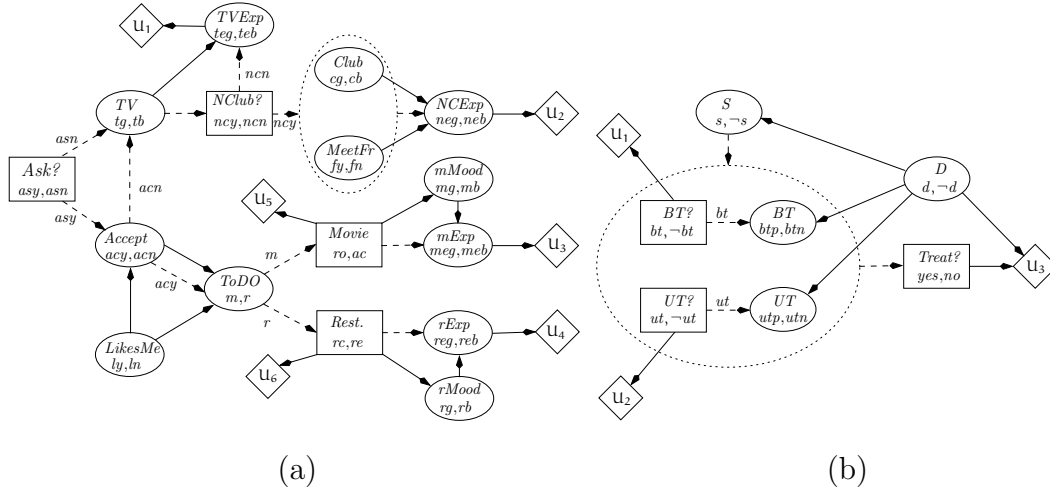 u₁
TVExp
teg,teb
ncn
TV
tg,tb
NClub?
ncy,ncn
ncy
Club
cg,cb
MeetFr
fy,fn
NCExp
neg,neb
u₂
asn
Ask?
asy,asn
asy
acn
Accept
acy,acn
acy
LikesMe
ly,ln
ToDO
m,r
m
r
u₅
Movie
ro,ac
mMood
mg,mb
mExp
meg,meb
u₃
Rest.
rc,re
u₆
rExp
reg,reb
u₄
rMood
rg,rb
(a)
S
s,¬s
u₁
D
d,¬d
BT?
bt,¬bt
bt
BT
btp,btn
Treat?
yes,no
u₃
UT?
ut,¬ut
ut
UT
utp,utn
u₂
(b)